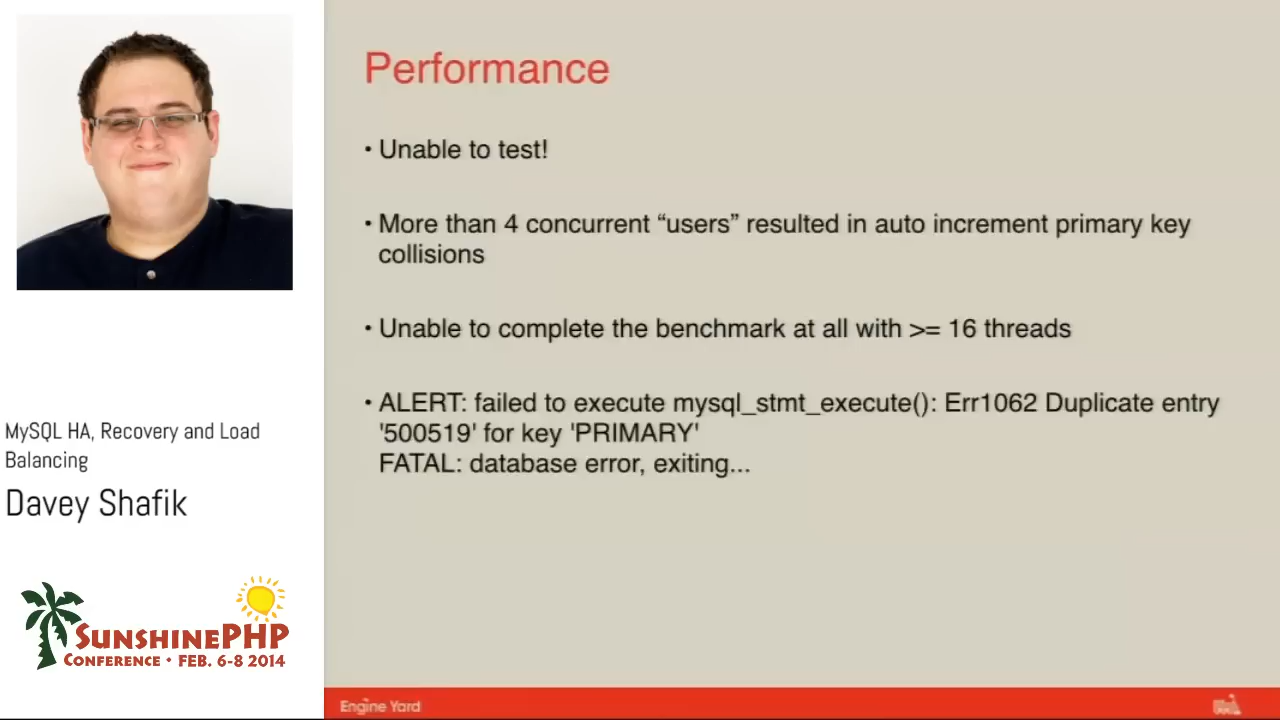 Performance
• Unable to test!
• More than 4 concurrent “users” resulted in auto increment primary key
collisions
• Unable to complete the benchmark at all with >= 16 threads
• ALERT: failed to execute mysql_stmt_execute(): Err1062 Duplicate entry
'500519' for key 'PRIMARY'
FATAL: database error, exiting...
MySQL HA, Recovery and Load
Balancing
Davey Shafik
SUNSHINEPHP
CONFERENCE • FEB. 6-8 2014
Engine Yard